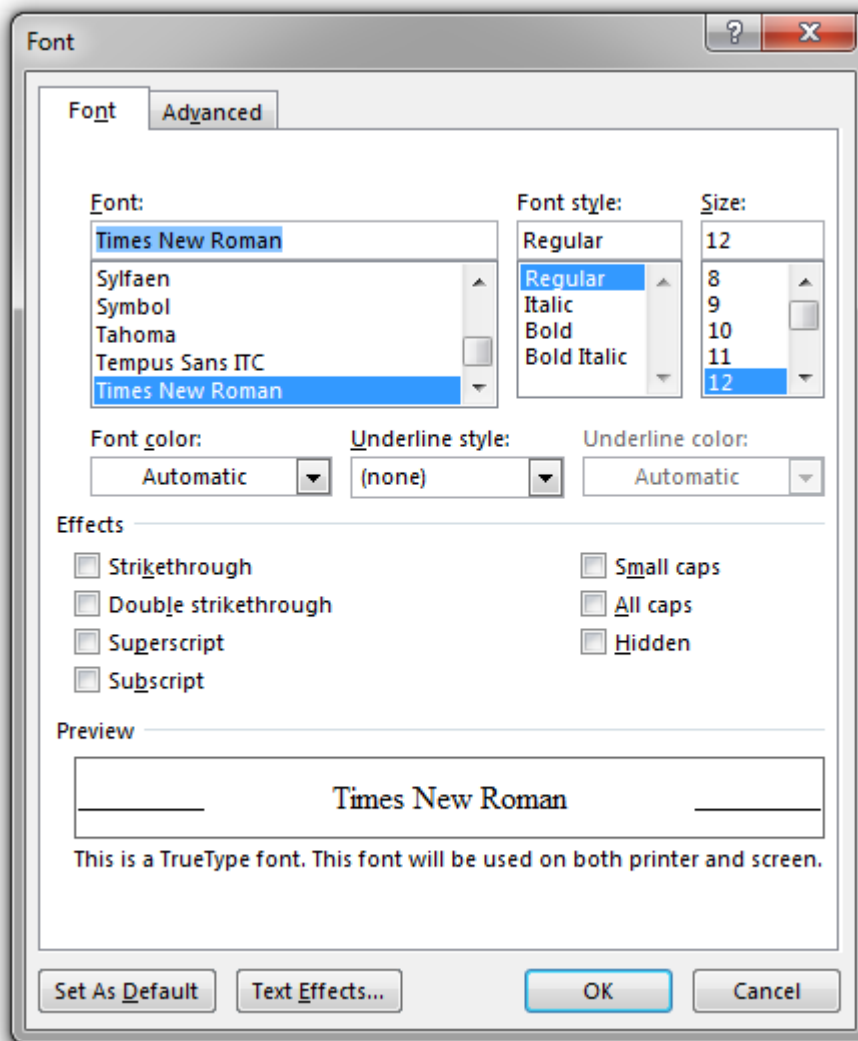 Font
Font Advanced
Font: Font style: Size:
Times New Roman Regular 12
Sylfaen Regular 8
Symbol Italic 9
Tahoma Bold 10
Tempus Sans ITC Bold Italic 11
Times New Roman 12
Font color: Underline style: Underline color:
Automatic (none) Automatic
Effects
Strikethrough Small caps
Double strikethrough All caps
Superscript Hidden
Subscript
Preview
Times New Roman
This is a TrueType font. This font will be used on both printer and screen.
Set As Default Text Effects... OK Cancel